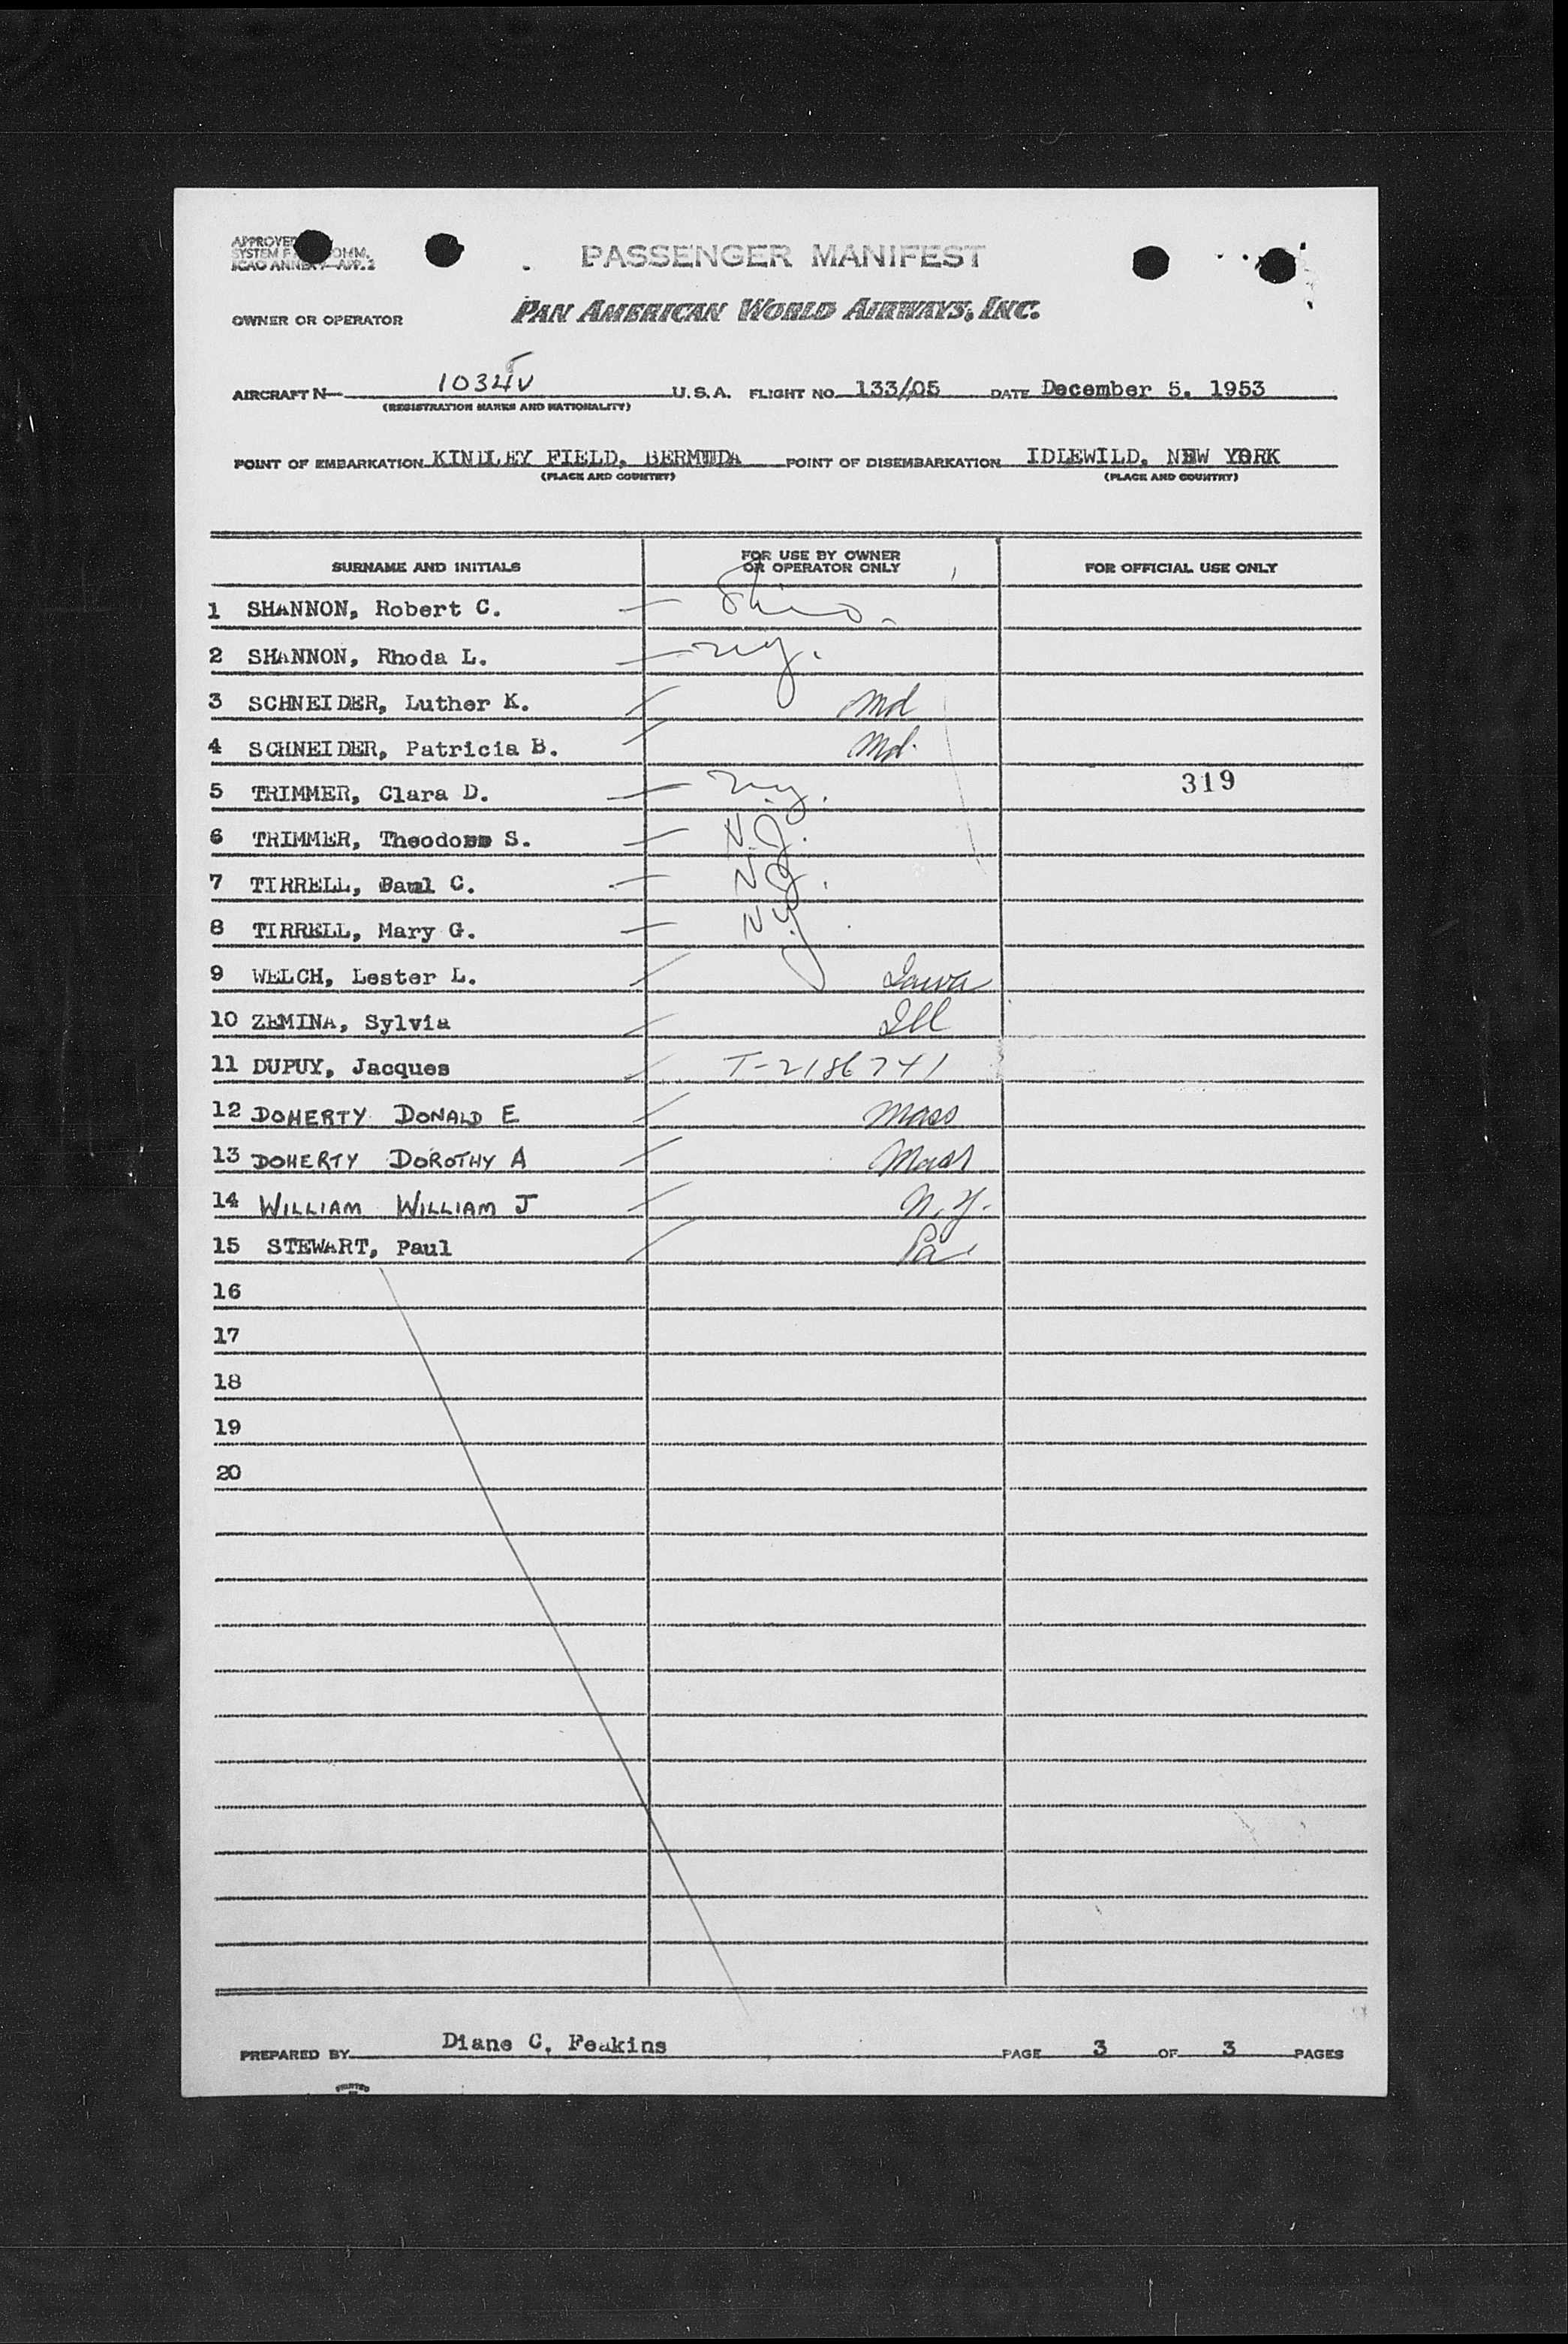 PASSENGER MANIFEST
OWNER OR OPERATOR PAN AMERICAN WORLD AIRWAYS, INC.
AIRCRAFT N— 1034V U.S.A. FLIGHT NO. 133/05 DATE December 5, 1953
(REGISTRATION MARKS AND NATIONALITY)
POINT OF EMBARKATION KINDLEY FIELD, BERMUDA POINT OF DISEMBARKATION IDLEWILD, NEW YORK
(PLACE AND COUNTRY) (PLACE AND COUNTRY)
SURNAME AND INITIALS FOR USE BY OWNER OR OPERATOR ONLY FOR OFFICIAL USE ONLY
1 SHANNON, Robert C.
2 SHANNON, Rhoda L. N.Y.
3 SCHNEIDER, Luther K. Md
4 SCHNEIDER, Patricia B. Md.
5 TRIMMER, Clara D. N.Y. 319
6 TRIMMER, Theodore S. N.J.
7 TIRRELL, Paul C.
8 TIRRELL, Mary G. N.Y.
9 WELCH, Lester L. Iowa
10 ZEMINA, Sylvia Ill
11 DUPUY, Jacques T-2186741
12 DOHERTY DONALD E Mass
13 DOHERTY DOROTHY A Mass
14 WILLIAM WILLIAM J N.Y.
15 STEWART, Paul Pa
16
17
18
19
20
PREPARED BY Diane C. Feakins PAGE 3 OF 3 PAGES